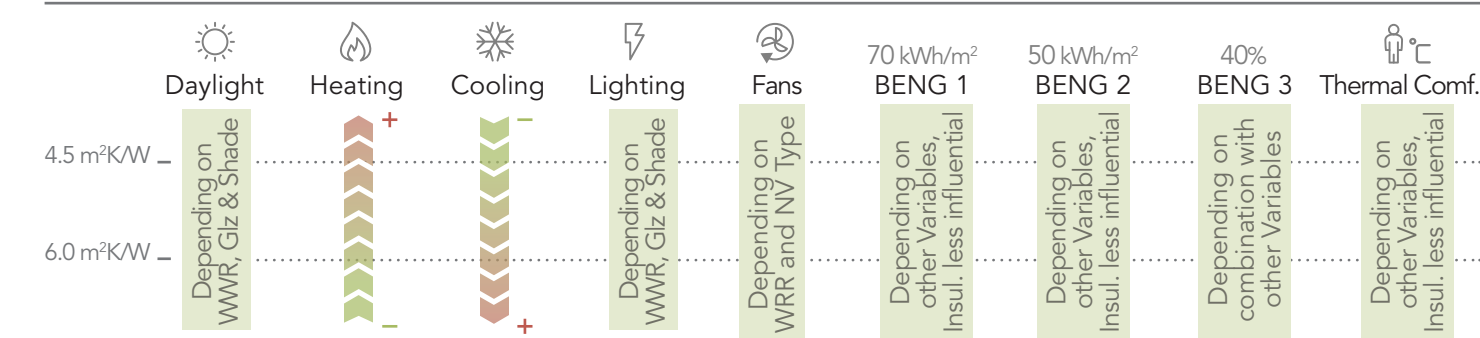 70 kWh/m²
50 kWh/m²
40%
°C
Daylight
Heating
Cooling
Lighting
Fans
BENG 1
BENG 2
BENG 3
Thermal Comf.
4.5 m²K/W
6.0 m²K/W
Depending on
WWR, Glz & Shade
+
−
−
+
Depending on
WWR, Glz & Shade
Depending on
WRR and NV Type
Depending on
other Variables,
Insul. less influential
Depending on
other Variables,
Insul. less influential
Depending on
combination with
other Variables
Depending on
other Variables,
Insul. less influential